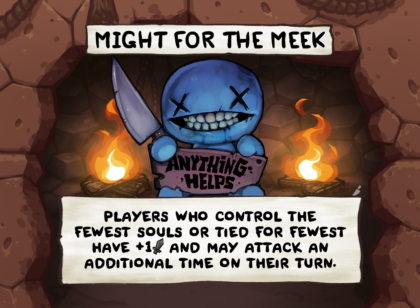 MIGHT FOR THE MEEK
ANYTHING
HELPS
PLAYERS WHO CONTROL THE
FEWEST SOULS OR TIED FOR FEWEST
HAVE +1 AND MAY ATTACK AN
ADDITIONAL TIME ON THEIR TURN.